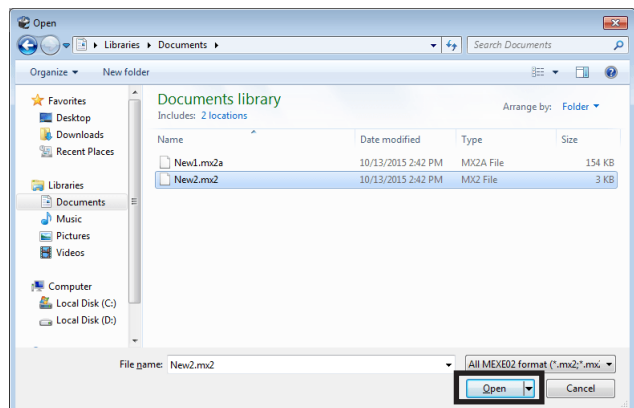 Open
Libraries Documents
Search Documents
Organize New folder
Favorites
Desktop
Downloads
Recent Places
Libraries
Documents
Music
Pictures
Videos
Computer
Local Disk (C:)
Local Disk (D:)
Documents library
Includes: 2 locations
Arrange by: Folder
Name Date modified Type Size
New1.mx2a 10/13/2015 2:42 PM MX2A File 154 KB
New2.mx2 10/13/2015 2:42 PM MX2 File 3 KB
File name: New2.mx2 All MEXE02 format (*.mx2;*.mx
Open Cancel